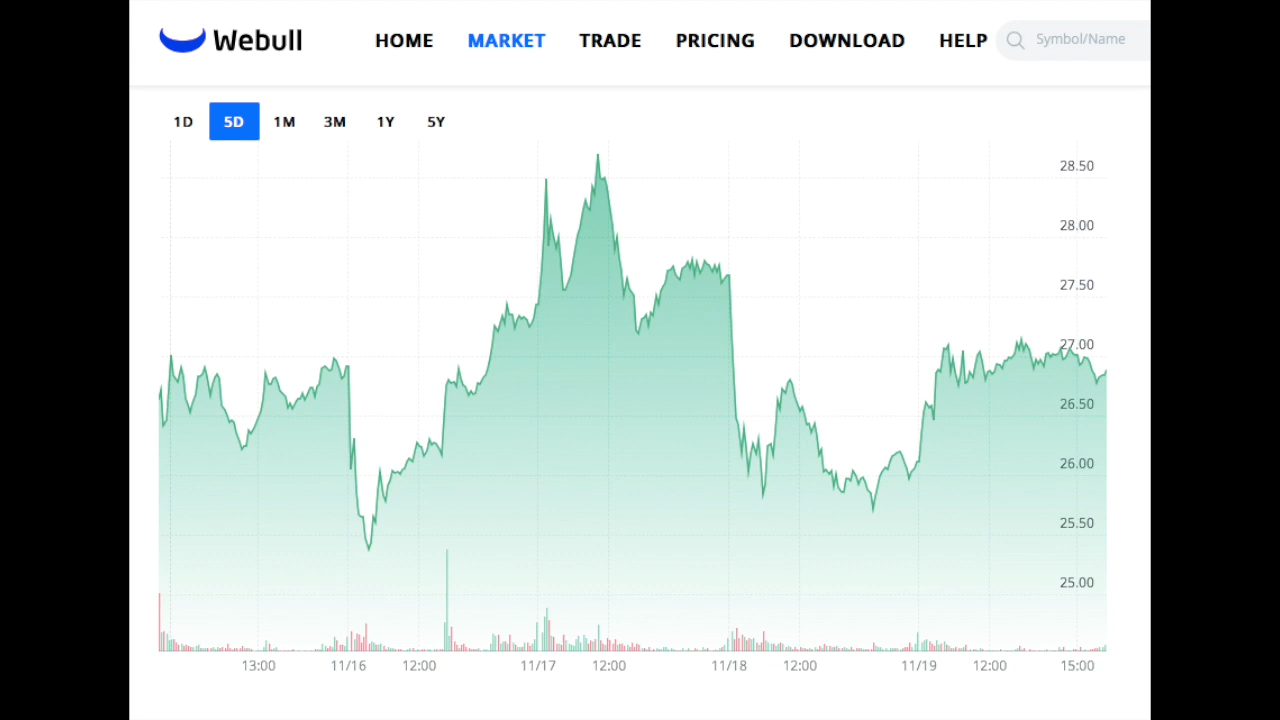 Webull HOME MARKET TRADE PRICING DOWNLOAD HELP Symbol/Name
1D 5D 1M 3M 1Y 5Y
28.50
28.00
27.50
27.00
26.50
26.00
25.50
25.00
13:00 11/16 12:00 11/17 12:00 11/18 12:00 11/19 12:00 15:00